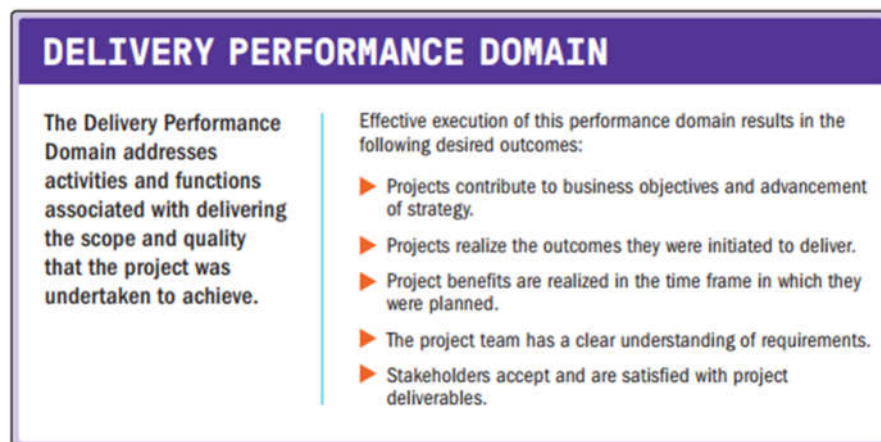 DELIVERY PERFORMANCE DOMAIN
The Delivery Performance
Domain addresses
activities and functions
associated with delivering
the scope and quality
that the project was
undertaken to achieve.
Effective execution of this performance domain results in the
following desired outcomes:
Projects contribute to business objectives and advancement
of strategy.
Projects realize the outcomes they were initiated to deliver.
Project benefits are realized in the time frame in which they
were planned.
The project team has a clear understanding of requirements.
Stakeholders accept and are satisfied with project
deliverables.